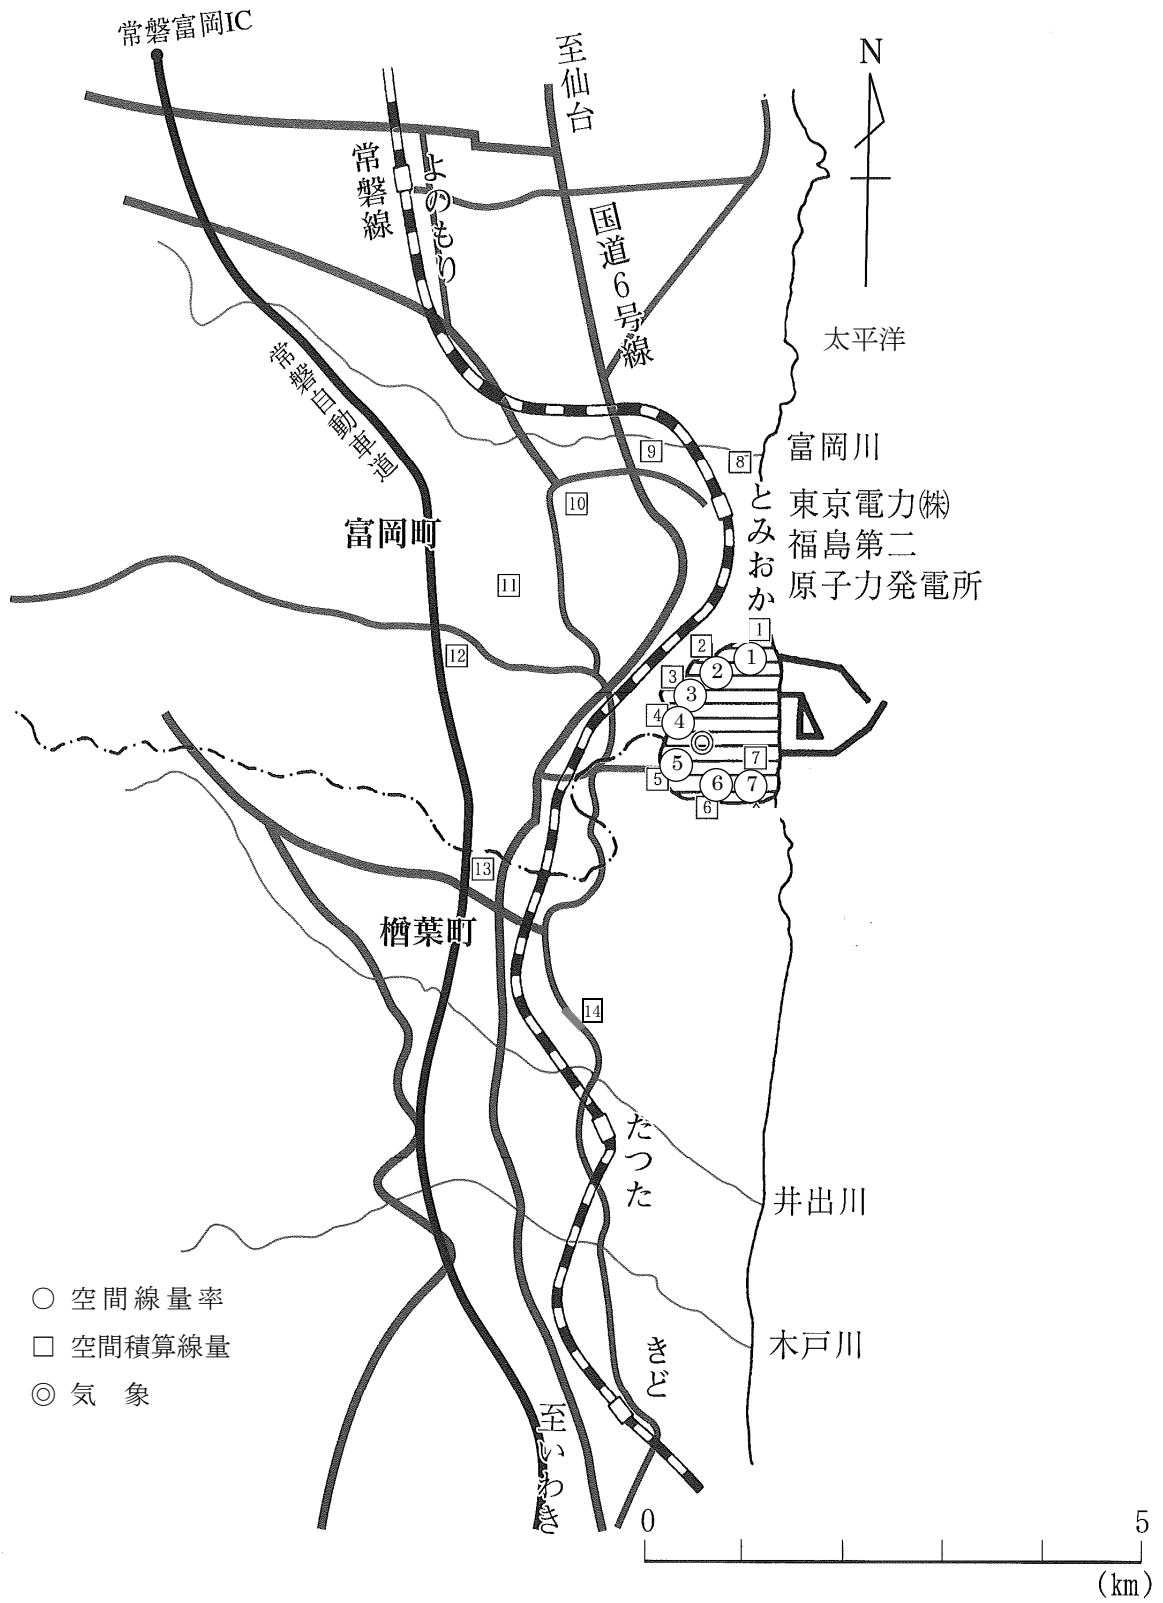 常磐富岡IC
至仙台
N
常磐線
よのもり
国道6号線
太平洋
常磐自動車道
富岡川
9
8
10
とみおか
東京電力㈱
福島第二
原子力発電所
富岡町
11
12
1
2
3
4
5
6
7
①
②
③
④
⑤
⑥
⑦
13
楢葉町
14
たつた
井出川
木戸川
きど
至いわき
○ 空間線量率
□ 空間積算線量
◎ 気象
0
5
(km)